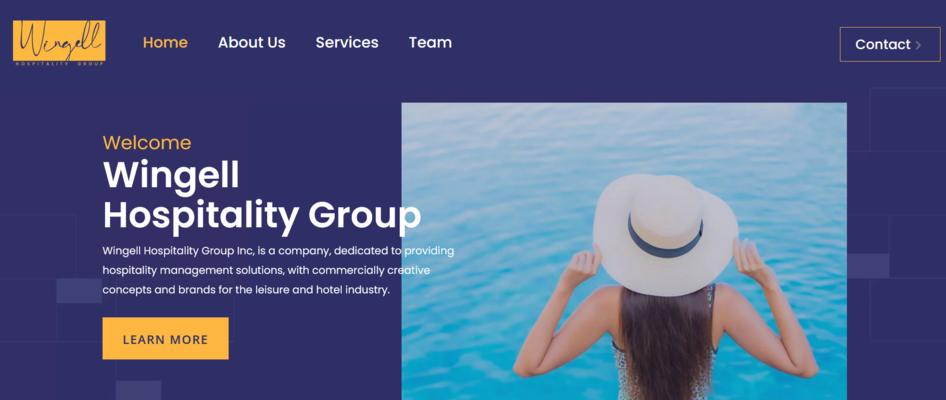 Wingell
HOSPITALITY GROUP
Home
About Us
Services
Team
Contact
Welcome
Wingell
Hospitality Group
Wingell Hospitality Group Inc, is a company, dedicated to providing
hospitality management solutions, with commercially creative
concepts and brands for the leisure and hotel industry.
LEARN MORE